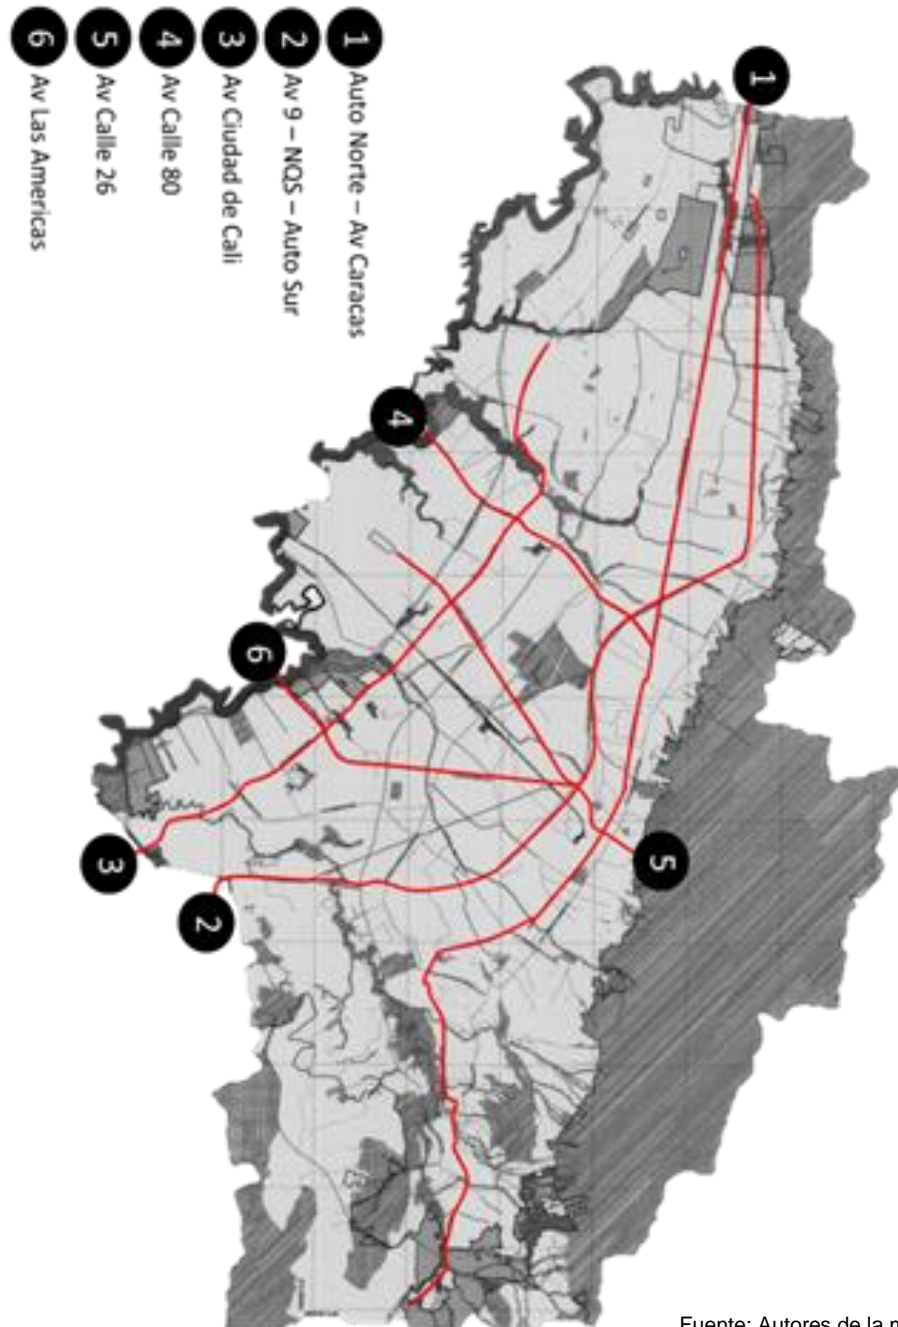 1 Auto Norte – Av Caracas
2 Av 9 – NQS – Auto Sur
3 Av Ciudad de Cali
4 Av Calle 80
5 Av Calle 26
6 Av Las Americas
1
4
6
3
2
5
Fuente: Autores de la